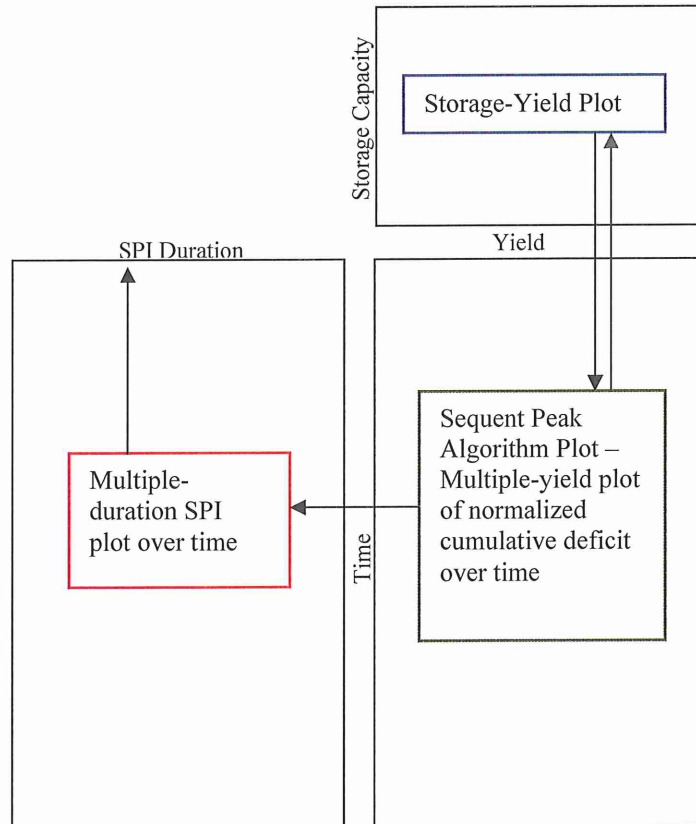 Storage Capacity
Storage-Yield Plot
Yield
SPI Duration
Sequent Peak
Algorithm Plot –
Multiple-yield plot
of normalized
cumulative deficit
over time
Multiple-
duration SPI
plot over time
Time